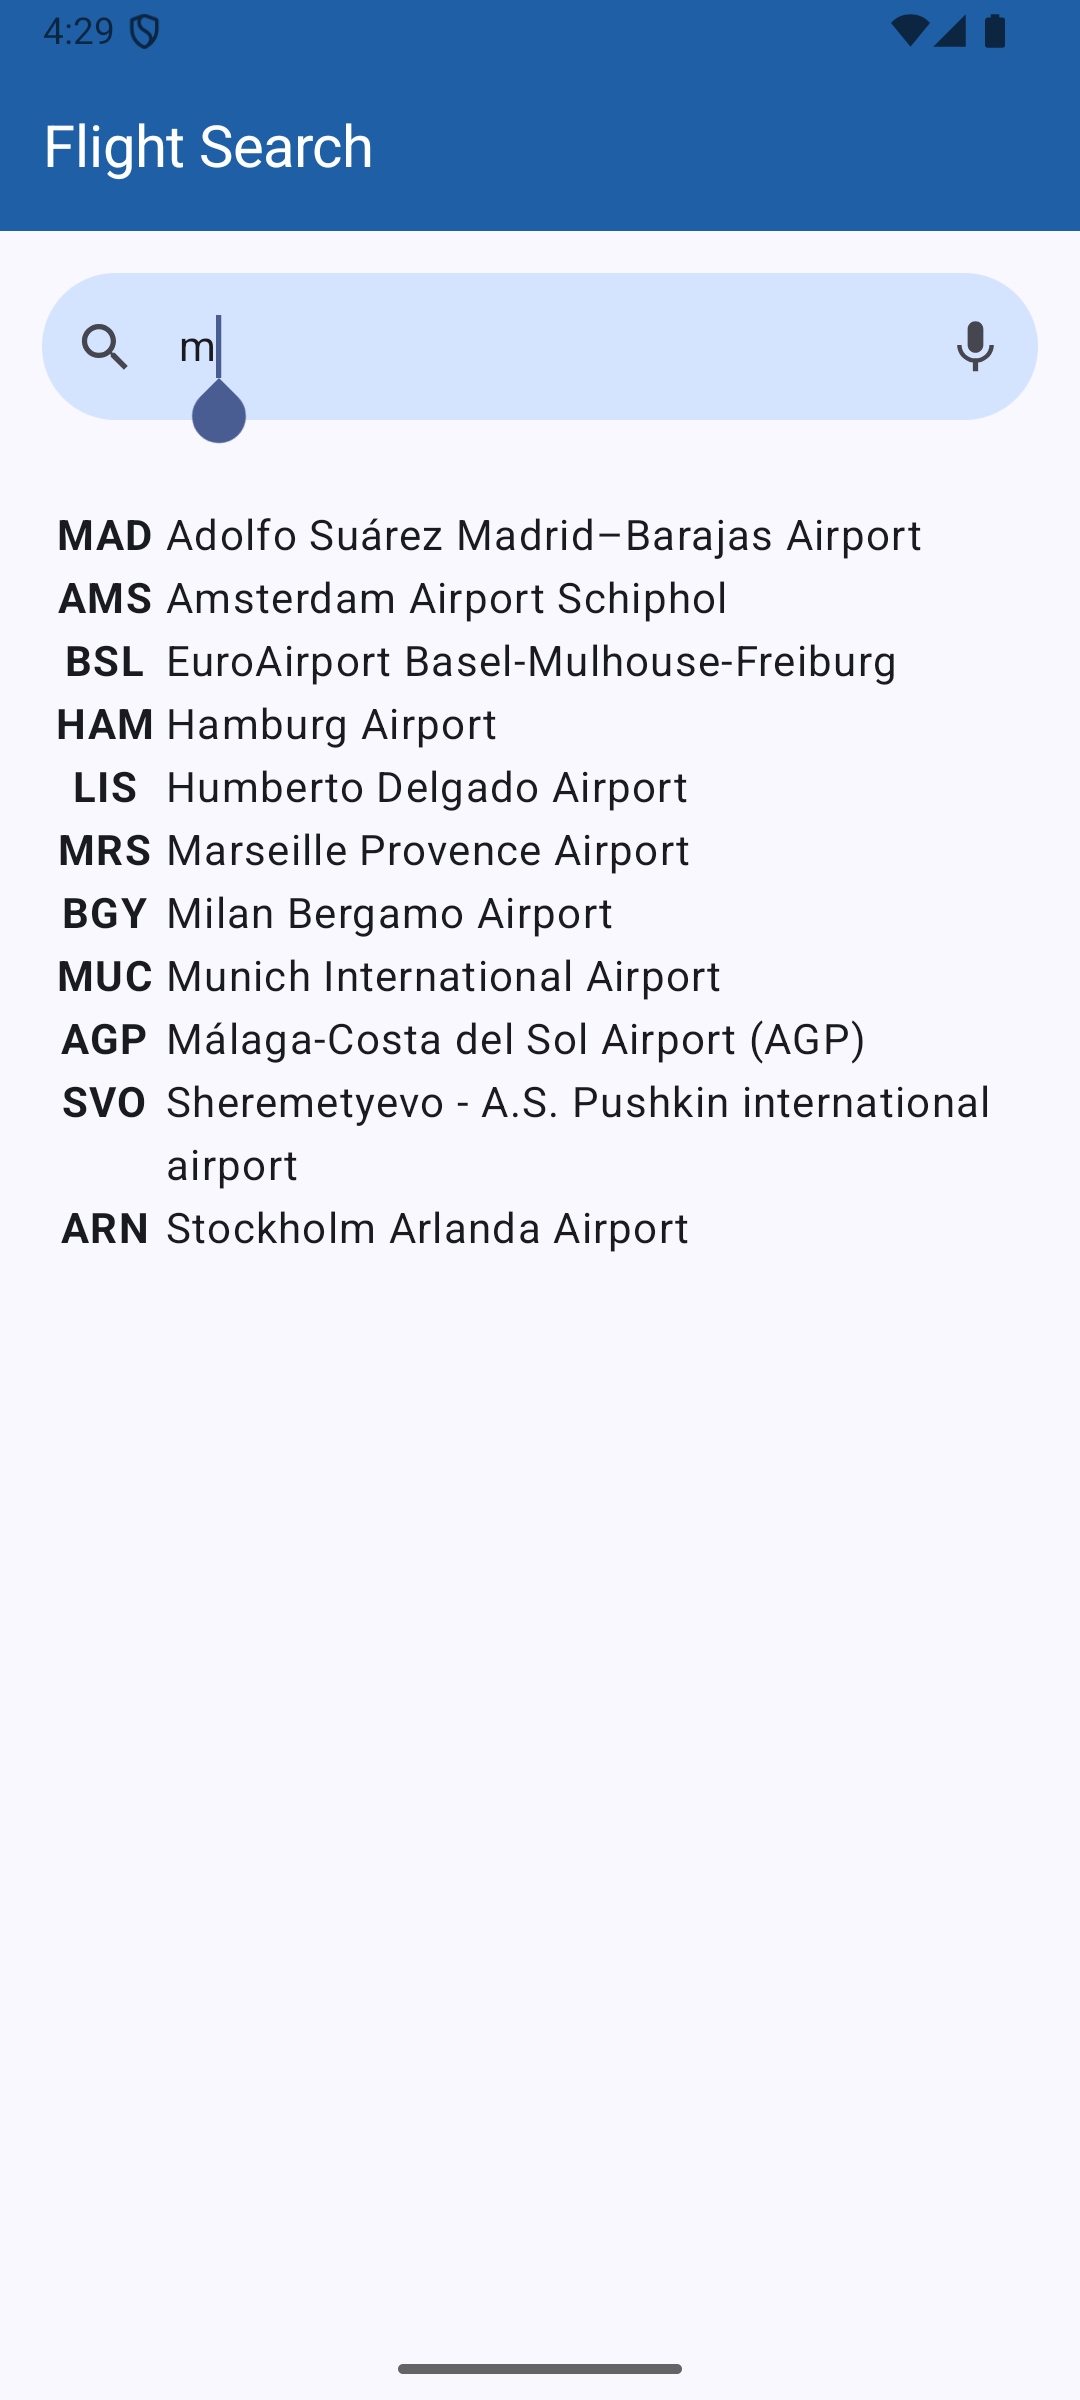 4:29
Flight Search
m
MAD Adolfo Suárez Madrid–Barajas Airport
AMS Amsterdam Airport Schiphol
BSL EuroAirport Basel-Mulhouse-Freiburg
HAM Hamburg Airport
LIS Humberto Delgado Airport
MRS Marseille Provence Airport
BGY Milan Bergamo Airport
MUC Munich International Airport
AGP Málaga-Costa del Sol Airport (AGP)
SVO Sheremetyevo - A.S. Pushkin international
airport
ARN Stockholm Arlanda Airport